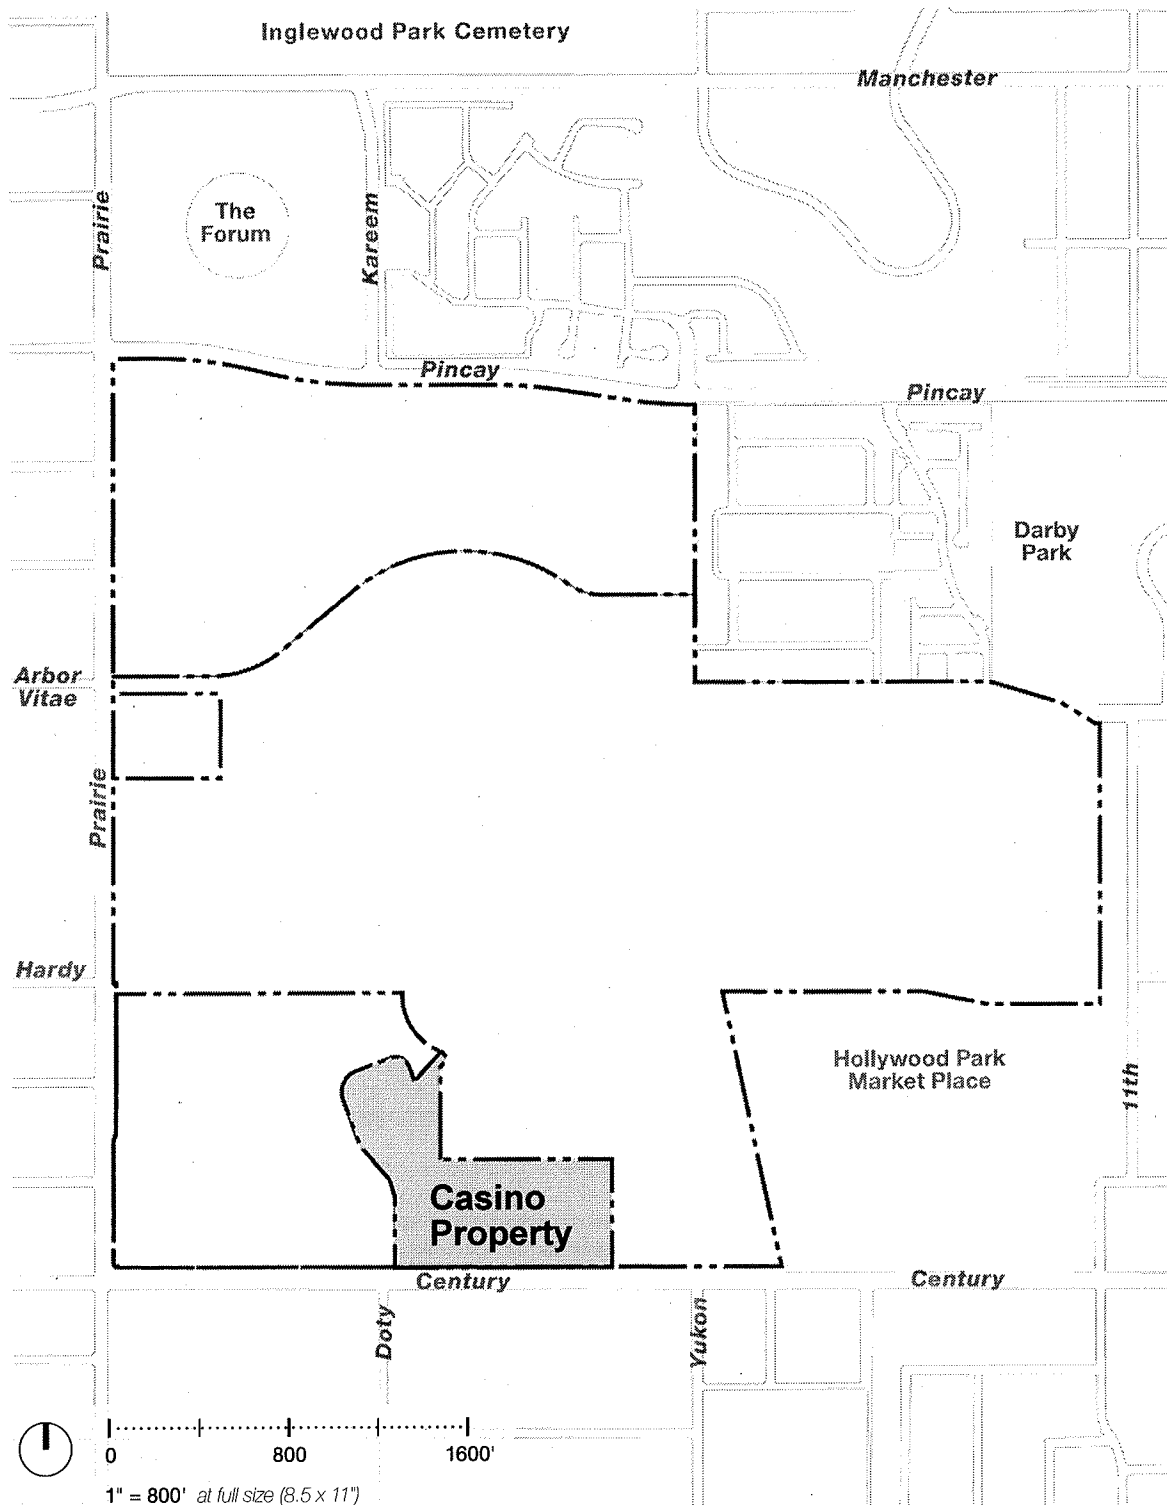 Inglewood Park Cemetery
Manchester
Prairie
The
Forum
Kareem
Pincay
Pincay
Darby
Park
Arbor
Vitae
Prairie
Hardy
Hollywood Park
Market Place
11th
Casino
Property
Century
Century
Doty
Yukon
0 800 1600'
1" = 800' at full size (8.5 x 11")